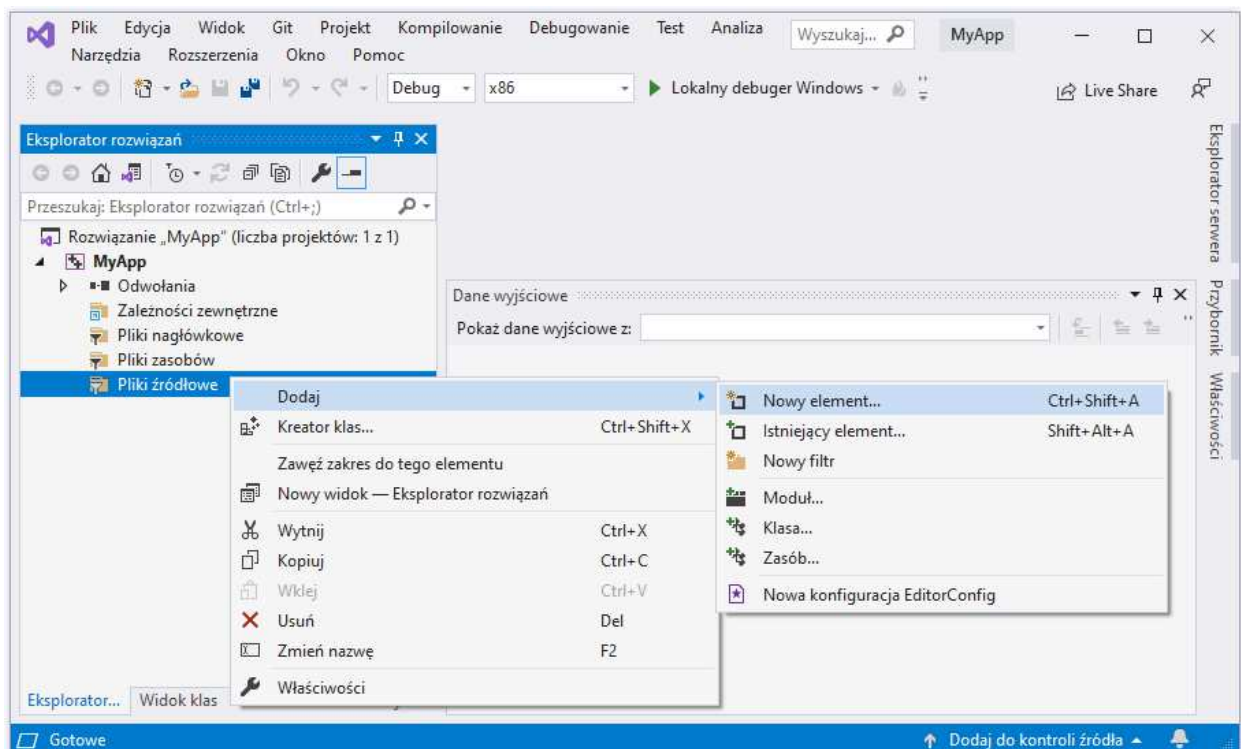 Plik Edycja Widok Git Projekt Kompilowanie Debugowanie Test Analiza Wyszukaj... MyApp
Narzędzia Rozszerzenia Okno Pomoc
Debug x86 Lokalny debuger Windows Live Share
Eksplorator rozwiązań
Przeszukaj: Eksplorator rozwiązań (Ctrl+;)
Rozwiązanie „MyApp” (liczba projektów: 1 z 1)
MyApp
Odwołania
Zależności zewnętrzne
Pliki nagłówkowe
Pliki zasobów
Pliki źródłowe
Dane wyjściowe
Pokaż dane wyjściowe z:
Dodaj
Kreator klas... Ctrl+Shift+X
Zawęź zakres do tego elementu
Nowy widok — Eksplorator rozwiązań
Wytnij Ctrl+X
Kopiuj Ctrl+C
Wklej Ctrl+V
Usuń Del
Zmień nazwę F2
Właściwości
Nowy element... Ctrl+Shift+A
Istniejący element... Shift+Alt+A
Nowy filtr
Moduł...
Klasa...
Zasób...
Nowa konfiguracja EditorConfig
Eksplorator serwera
Przybornik
Właściwości
Eksplorator... Widok klas
Gotowe Dodaj do kontroli źródła